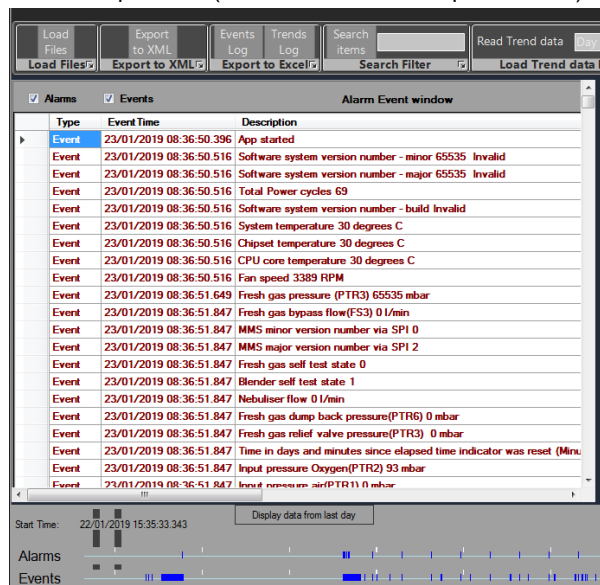 Load Files
Export to XML
Events Log
Trends Log
Search items
Read Trend data
Day
Load Files
Export to XML
Export to Excel
Search Filter
Load Trend data
Alarms
Events
Alarm Event window
Type EventTime Description
Event 23/01/2019 08:36:50.396 App started
Event 23/01/2019 08:36:50.516 Software system version number - minor 65535 Invalid
Event 23/01/2019 08:36:50.516 Software system version number - major 65535 Invalid
Event 23/01/2019 08:36:50.516 Total Power cycles 69
Event 23/01/2019 08:36:50.516 Software system version number - build Invalid
Event 23/01/2019 08:36:50.516 System temperature 30 degrees C
Event 23/01/2019 08:36:50.516 Chipset temperature 30 degrees C
Event 23/01/2019 08:36:50.516 CPU core temperature 30 degrees C
Event 23/01/2019 08:36:50.516 Fan speed 3389 RPM
Event 23/01/2019 08:36:51.649 Fresh gas pressure (PTR3) 65535 mbar
Event 23/01/2019 08:36:51.847 Fresh gas bypass flow(FS3) 0 l/min
Event 23/01/2019 08:36:51.847 MMS minor version number via SPI 0
Event 23/01/2019 08:36:51.847 MMS major version number via SPI 2
Event 23/01/2019 08:36:51.847 Fresh gas self test state 0
Event 23/01/2019 08:36:51.847 Blender self test state 1
Event 23/01/2019 08:36:51.847 Nebuliser flow 0 l/min
Event 23/01/2019 08:36:51.847 Fresh gas dump back pressure(PTR6) 0 mbar
Event 23/01/2019 08:36:51.847 Fresh gas relief valve pressure(PTR3) 0 mbar
Event 23/01/2019 08:36:51.847 Time in days and minutes since elapsed time indicator was reset (Minu
Event 23/01/2019 08:36:51.847 Input pressure Oxygen(PTR2) 93 mbar
Event 23/01/2019 08:36:51.847 Input pressure air(PTR1) 0 mbar
Display data from last day
Start Time: 22/01/2019 15:35:33.343
Alarms
Events